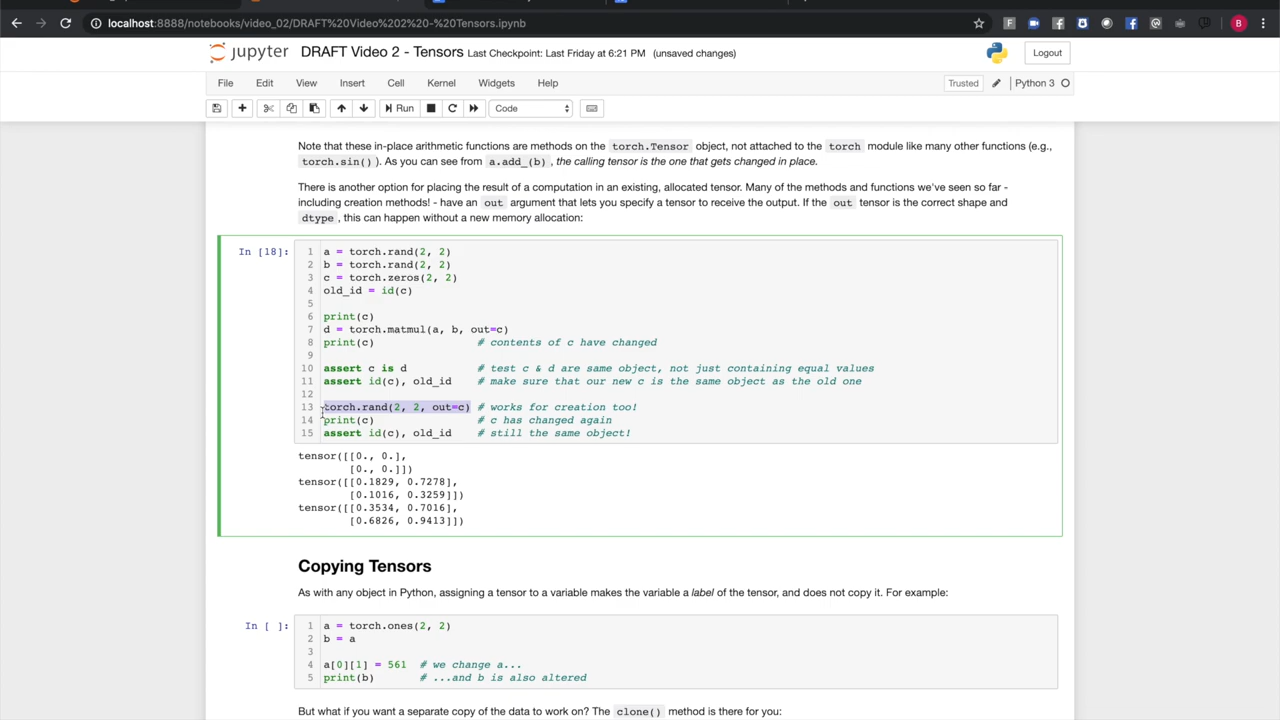 localhost:8888/notebooks/video_02/DRAFT%20Video%202%20-%20Tensors.ipynb
B
jupyter DRAFT Video 2 - Tensors Last Checkpoint: Last Friday at 6:21 PM (unsaved changes)
Logout
File Edit View Insert Cell Kernel Widgets Help
Trusted Python 3
Run Code
Note that these in-place arithmetic functions are methods on the torch.Tensor object, not attached to the torch module like many other functions (e.g.,
torch.sin() ). As you can see from a.add_(b) , the calling tensor is the one that gets changed in place.
There is another option for placing the result of a computation in an existing, allocated tensor. Many of the methods and functions we've seen so far -
including creation methods! - have an out argument that lets you specify a tensor to receive the output. If the out tensor is the correct shape and
dtype , this can happen without a new memory allocation:
In [18]:
1 a = torch.rand(2, 2)
2 b = torch.rand(2, 2)
3 c = torch.zeros(2, 2)
4 old_id = id(c)
5
6 print(c)
7 d = torch.matmul(a, b, out=c)
8 print(c) # contents of c have changed
9
10 assert c is d # test c & d are same object, not just containing equal values
11 assert id(c), old_id # make sure that our new c is the same object as the old one
12
13 torch.rand(2, 2, out=c) # works for creation too!
14 print(c) # c has changed again
15 assert id(c), old_id # still the same object!
tensor([[0., 0.],
[0., 0.]])
tensor([[0.1829, 0.7278],
[0.1016, 0.3259]])
tensor([[0.3534, 0.7016],
[0.6826, 0.9413]])
Copying Tensors
As with any object in Python, assigning a tensor to a variable makes the variable a label of the tensor, and does not copy it. For example:
In [ ]:
1 a = torch.ones(2, 2)
2 b = a
3
4 a[0][1] = 561 # we change a...
5 print(b) # ...and b is also altered
But what if you want a separate copy of the data to work on? The clone() method is there for you: